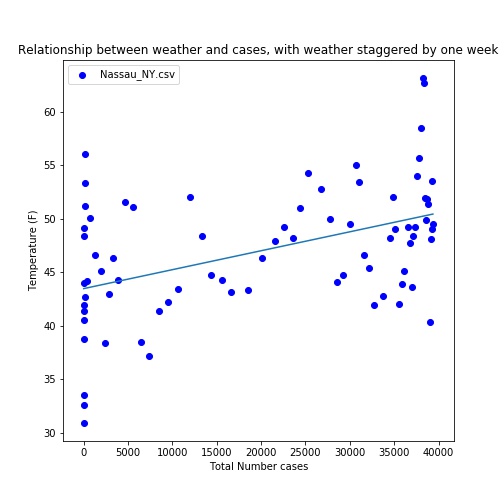 Relationship between weather and cases, with weather staggered by one week
Nassau_NY.csv
60
55
50
45
40
35
30
Temperature (F)
0 5000 10000 15000 20000 25000 30000 35000 40000
Total Number cases